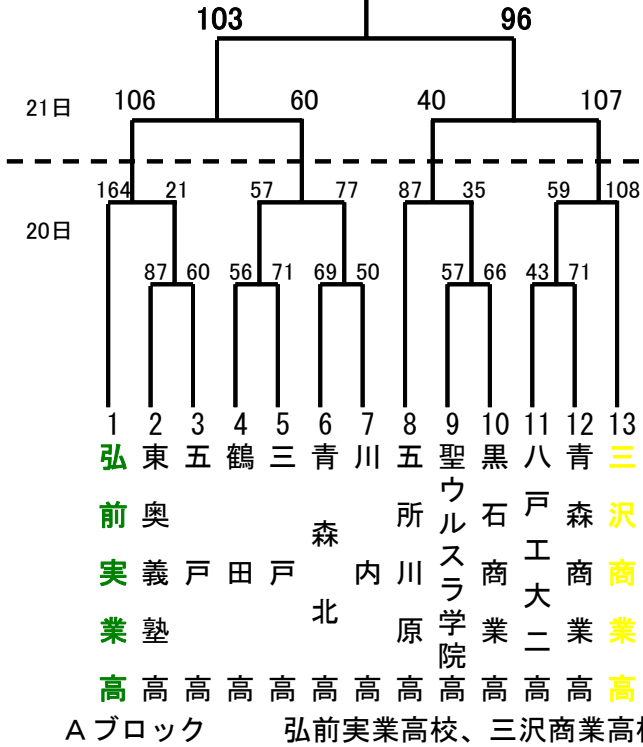 103 96
21日 106 60 40 107
164 21 57 77 87 35 59 108
20日
87 60 56 71 69 50 57 66 43 71
1 2 3 4 5 6 7 8 9 10 11 12 13
弘前実業高
東奥義塾高
五戸高
鶴田高
三戸高
青森北高
川内高
五所川原高
聖ウルスラ学院高
黒石商業高
八戸工大二高
青森商業高
三沢商業高
Aブロック 弘前実業高校、三沢商業高校